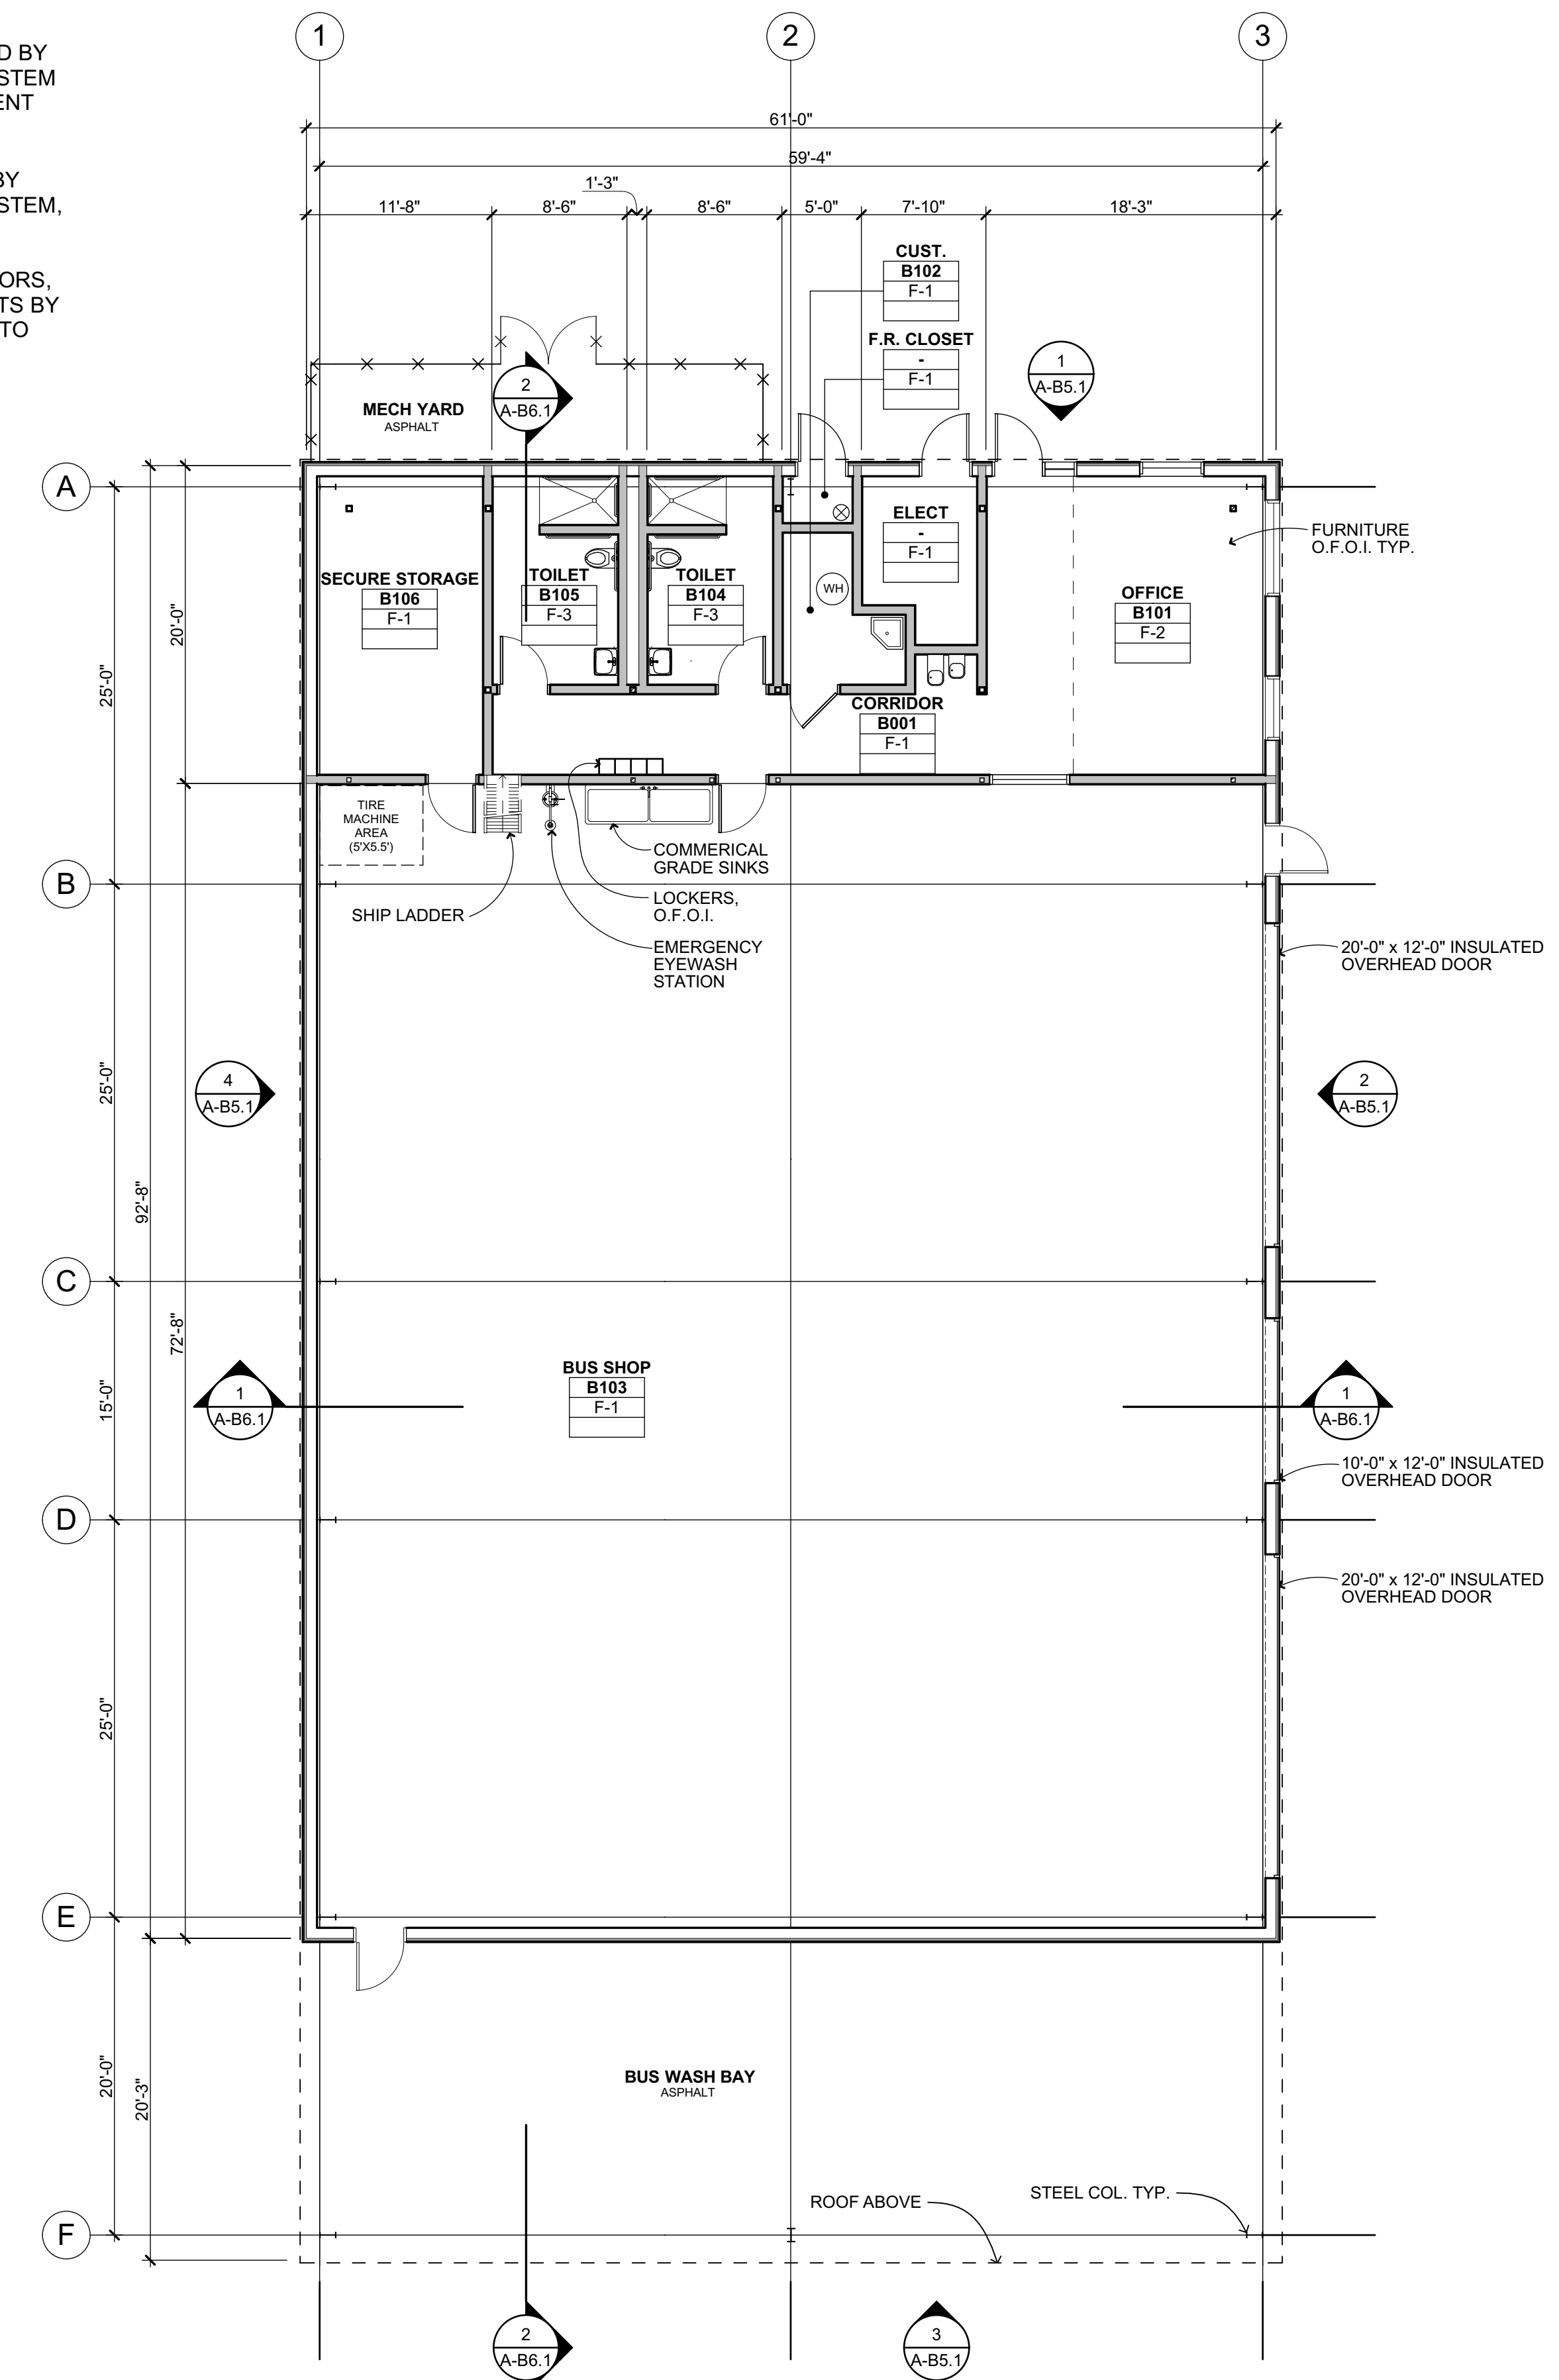 1
2
3
D BY
STEM
ENT
BY
STEM,
ORS,
TS BY
TO
61'-0"
59'-4"
1'-3"
11'-8"
8'-6"
8'-6"
5'-0"
7'-10"
18'-3"
CUST.
B102
F-1
F.R. CLOSET
-
F-1
1
A-B5.1
2
A-B6.1
MECH YARD
ASPHALT
A
ELECT
-
F-1
FURNITURE
O.F.O.I. TYP.
SECURE STORAGE
B106
F-1
TOILET
B105
F-3
TOILET
B104
F-3
WH
OFFICE
B101
F-2
20'-0"
25'-0"
CORRIDOR
B001
F-1
TIRE
MACHINE
AREA
(5'X5.5')
COMMERICAL
GRADE SINKS
B
SHIP LADDER
LOCKERS,
O.F.O.I.
EMERGENCY
EYEWASH
STATION
20'-0" x 12'-0" INSULATED
OVERHEAD DOOR
25'-0"
4
A-B5.1
2
A-B5.1
92'-8"
C
72'-8"
15'-0"
BUS SHOP
B103
F-1
1
A-B6.1
1
A-B6.1
10'-0" x 12'-0" INSULATED
OVERHEAD DOOR
D
20'-0" x 12'-0" INSULATED
OVERHEAD DOOR
25'-0"
E
20'-0"
20'-3"
BUS WASH BAY
ASPHALT
ROOF ABOVE
STEEL COL. TYP.
F
2
A-B6.1
3
A-B5.1